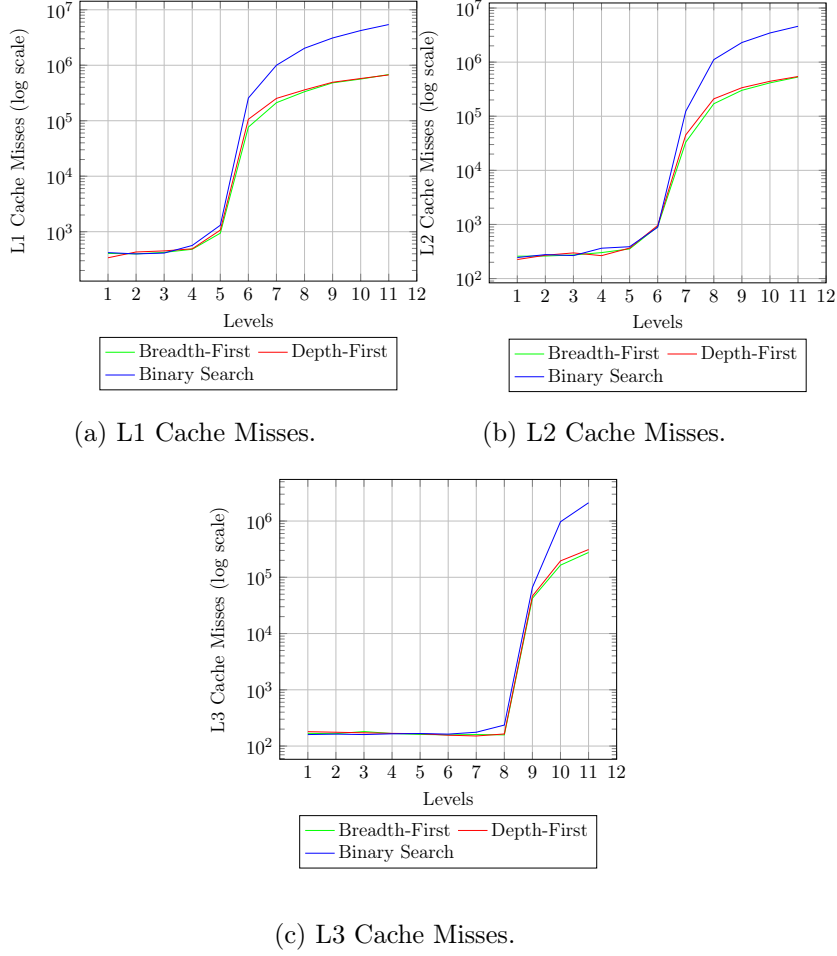 10^7
10^6
10^5
10^3
L1 Cache Misses (log scale)
1 2 3 4 5 6 7 8 9 10 11 12
Levels
Breadth-First Depth-First
Binary Search
(a) L1 Cache Misses.
10^7
10^6
10^5
10^4
10^3
10^2
L2 Cache Misses (log scale)
1 2 3 4 5 6 7 8 9 10 11 12
Levels
Breadth-First Depth-First
Binary Search
(b) L2 Cache Misses.
10^6
10^5
10^4
10^3
10^2
L3 Cache Misses (log scale)
1 2 3 4 5 6 7 8 9 10 11 12
Levels
Breadth-First Depth-First
Binary Search
(c) L3 Cache Misses.